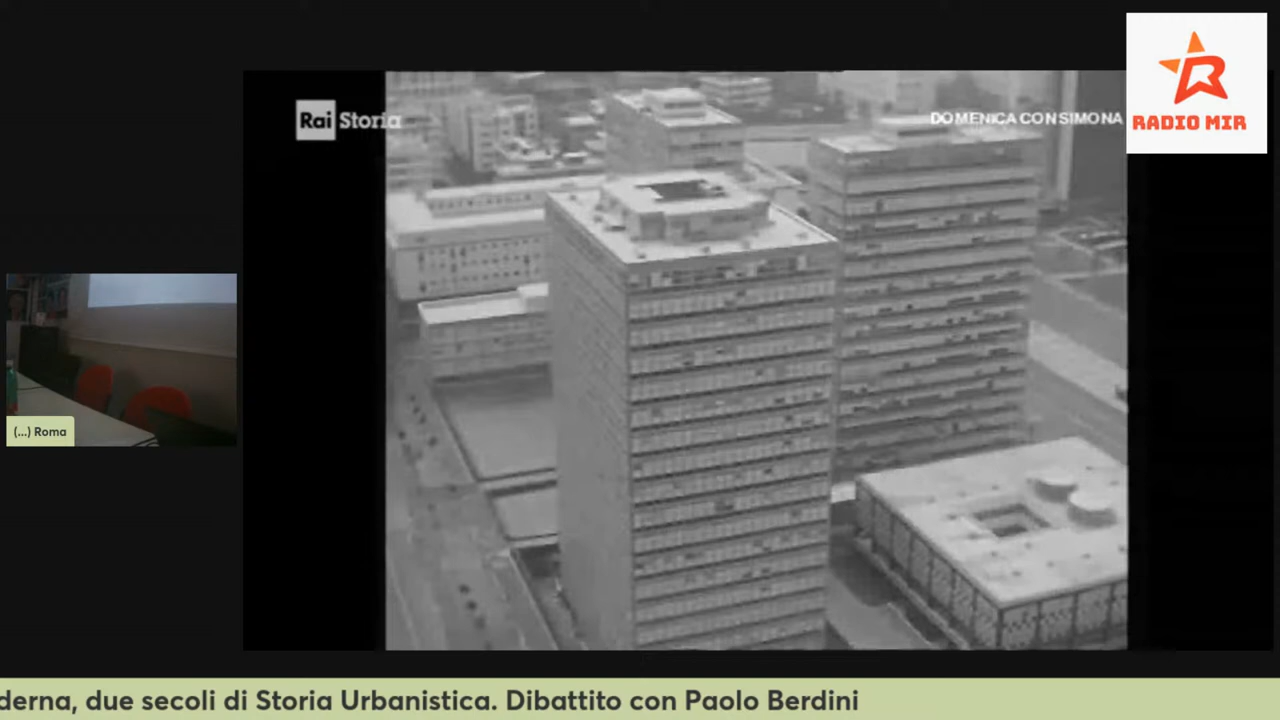 Rai Storia
DOMENICA CON SIMONA
RADIO MIR
(...) Roma
derna, due secoli di Storia Urbanistica. Dibattito con Paolo Berdini